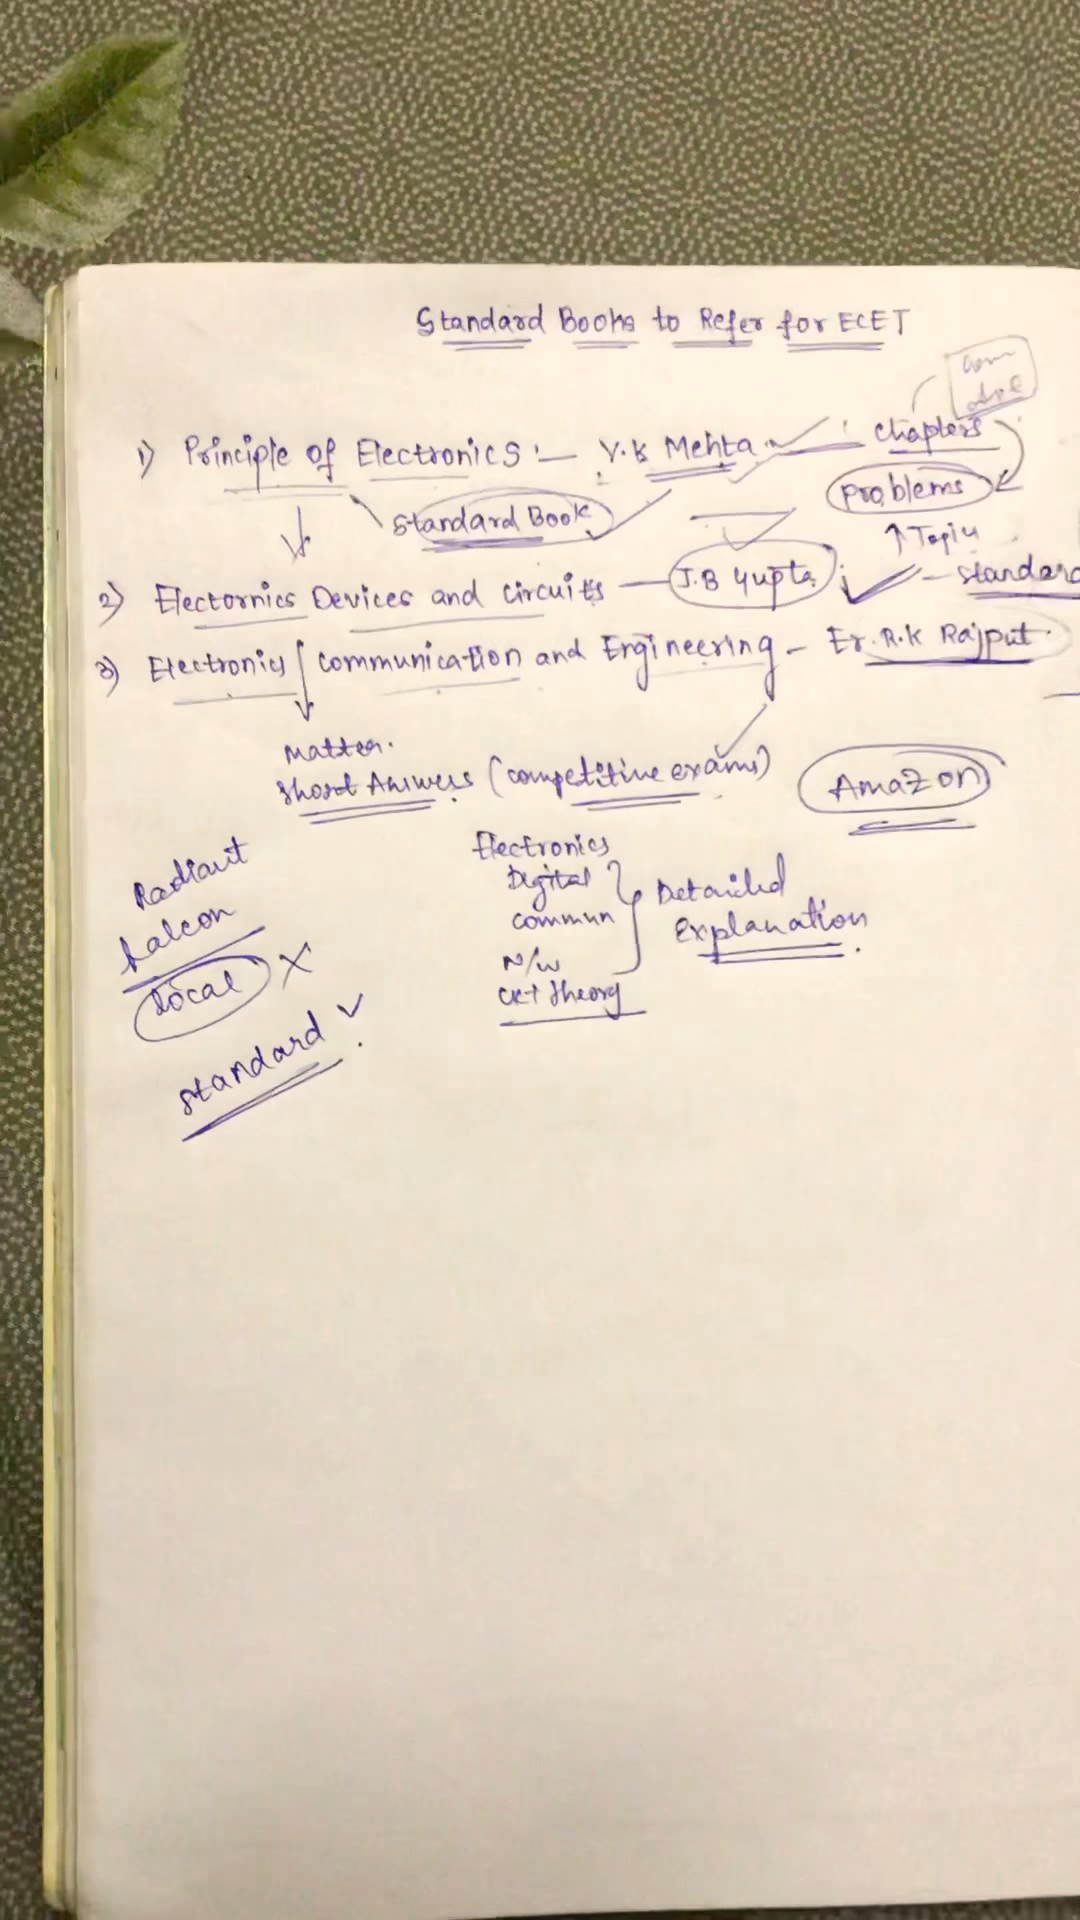 Standard Books to Refer for ECET
1) Principle of Electronics :- V.K Mehta : chapters
problems
Standard Book
↑ Topic
2) Electornics Devices and circuits — J.B Gupta - standard
3) Electronics communication and Engineering - Er. R.K Rajput.
Matter.
Short Answers (competitive exams)
Amazon
Electronics
Digital
commun
N/w
ckt theory
Detailed
Explanation.
Radiant
falcon
local X
standard ✓.